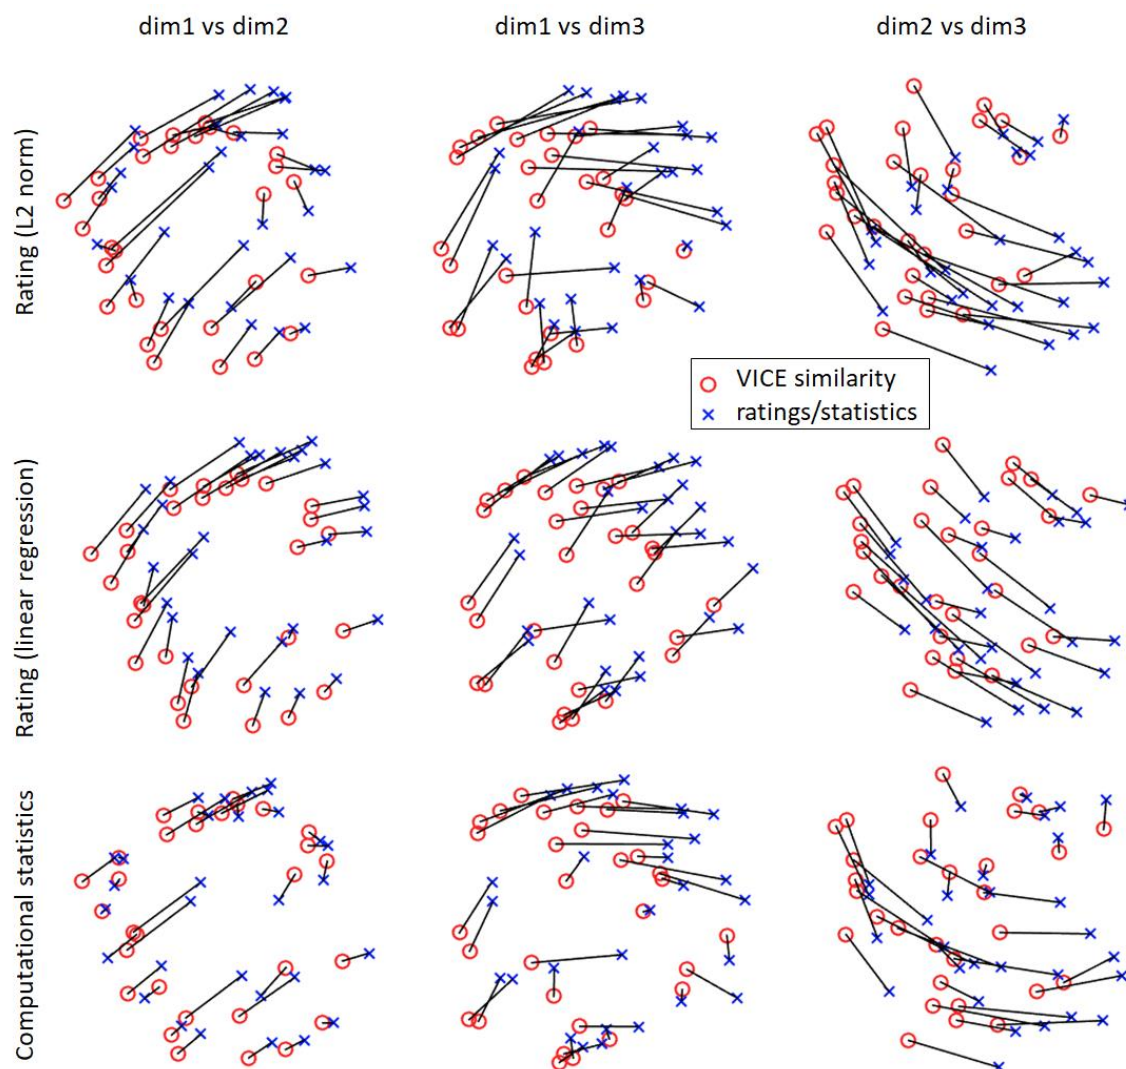 dim1 vs dim2
dim1 vs dim3
dim2 vs dim3
Rating (L2 norm)
VICE similarity
ratings/statistics
Rating (linear regression)
Computational statistics